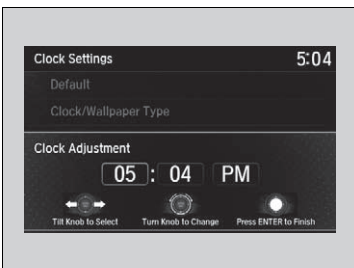 Clock Settings 5:04
Default
Clock/Wallpaper Type
Clock Adjustment
05 : 04 PM
Tilt Knob to Select Turn Knob to Change Press ENTER to Finish